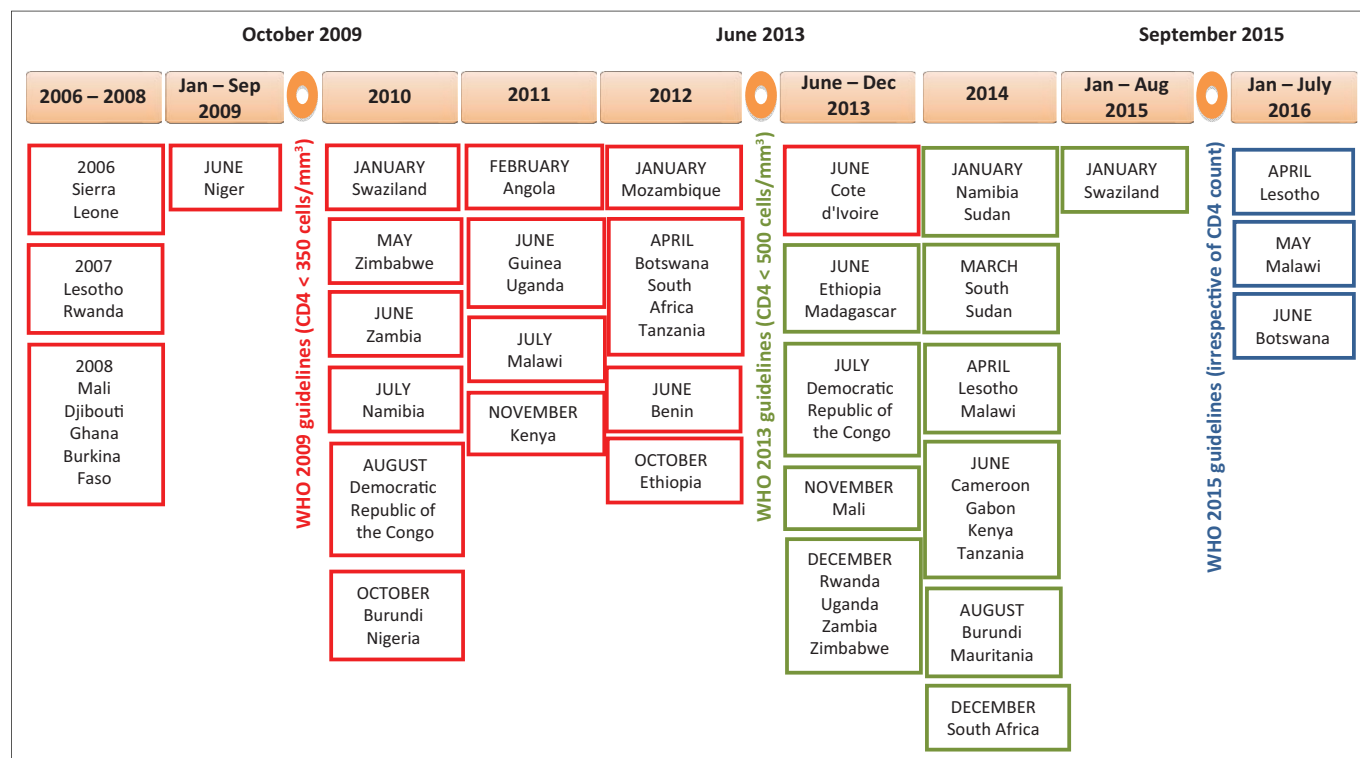 October 2009
June 2013
September 2015
2006 – 2008
Jan – Sep
2009
2010
2011
2012
June – Dec
2013
2014
Jan – Aug
2015
Jan – July
2016
2006
Sierra
Leone
2007
Lesotho
Rwanda
2008
Mali
Djibouti
Ghana
Burkina
Faso
JUNE
Niger
WHO 2009 guidelines (CD4 < 350 cells/mm³)
JANUARY
Swaziland
MAY
Zimbabwe
JUNE
Zambia
JULY
Namibia
AUGUST
Democratic
Republic of
the Congo
OCTOBER
Burundi
Nigeria
FEBRUARY
Angola
JUNE
Guinea
Uganda
JULY
Malawi
NOVEMBER
Kenya
JANUARY
Mozambique
APRIL
Botswana
South
Africa
Tanzania
JUNE
Benin
OCTOBER
Ethiopia
WHO 2013 guidelines (CD4 < 500 cells/mm³)
JUNE
Cote
d'Ivoire
JUNE
Ethiopia
Madagascar
JULY
Democratic
Republic of
the Congo
NOVEMBER
Mali
DECEMBER
Rwanda
Uganda
Zambia
Zimbabwe
JANUARY
Namibia
Sudan
MARCH
South
Sudan
APRIL
Lesotho
Malawi
JUNE
Cameroon
Gabon
Kenya
Tanzania
AUGUST
Burundi
Mauritania
DECEMBER
South Africa
JANUARY
Swaziland
WHO 2015 guidelines (irrespective of CD4 count)
APRIL
Lesotho
MAY
Malawi
JUNE
Botswana